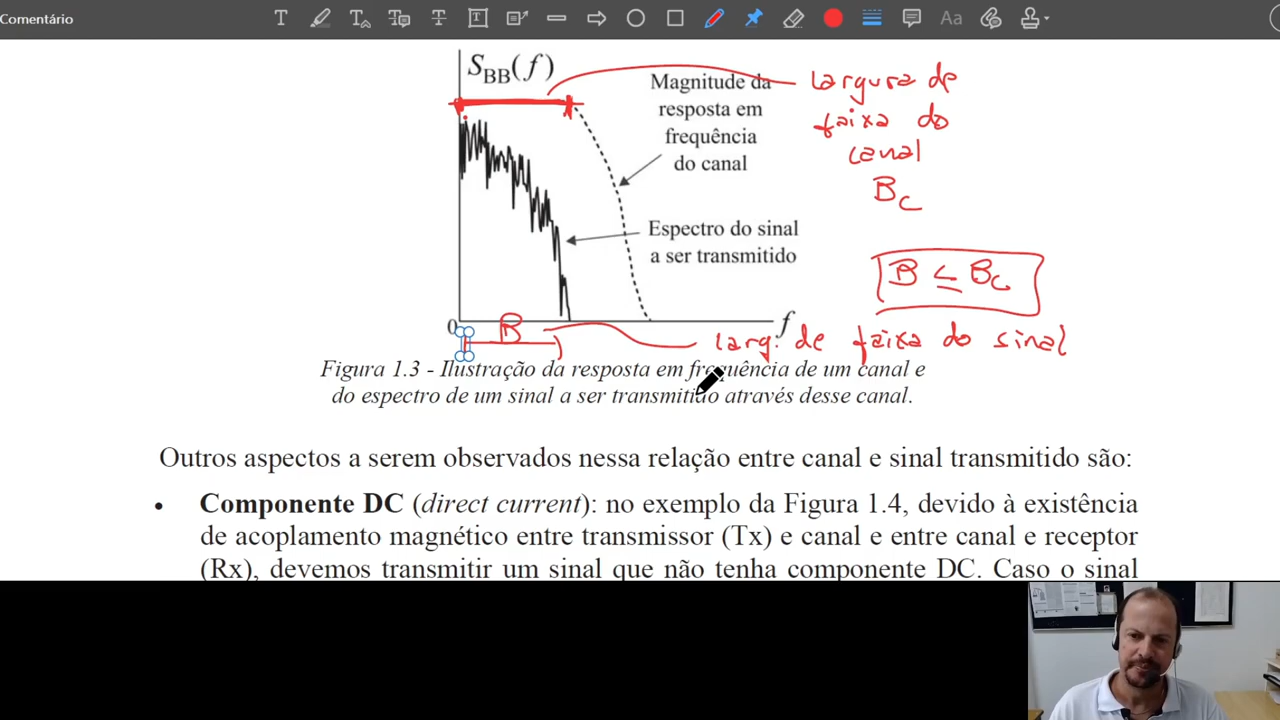 Comentário
T
T
Aa
S_BB(f)
Magnitude da
resposta em
frequência
do canal
largura de
faixa do
canal
B_C
Espectro do sinal
a ser transmitido
B ≤ B_C
0
B
f
larg. de faixa do sinal
Figura 1.3 - Ilustração da resposta em frequência de um canal e
do espectro de um sinal a ser transmitido através desse canal.
Outros aspectos a serem observados nessa relação entre canal e sinal transmitido são:
• Componente DC (direct current): no exemplo da Figura 1.4, devido à existência
de acoplamento magnético entre transmissor (Tx) e canal e entre canal e receptor
(Rx), devemos transmitir um sinal que não tenha componente DC. Caso o sinal